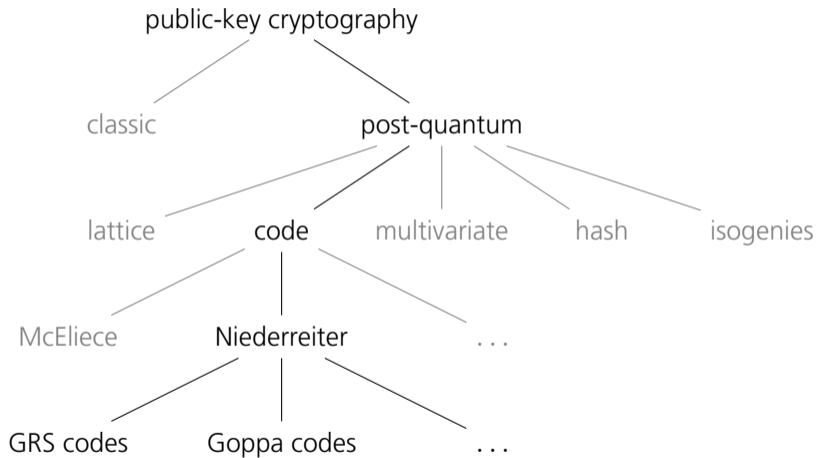 public-key cryptography
classic post-quantum
lattice code multivariate hash isogenies
McEliece Niederreiter ...
GRS codes Goppa codes ...